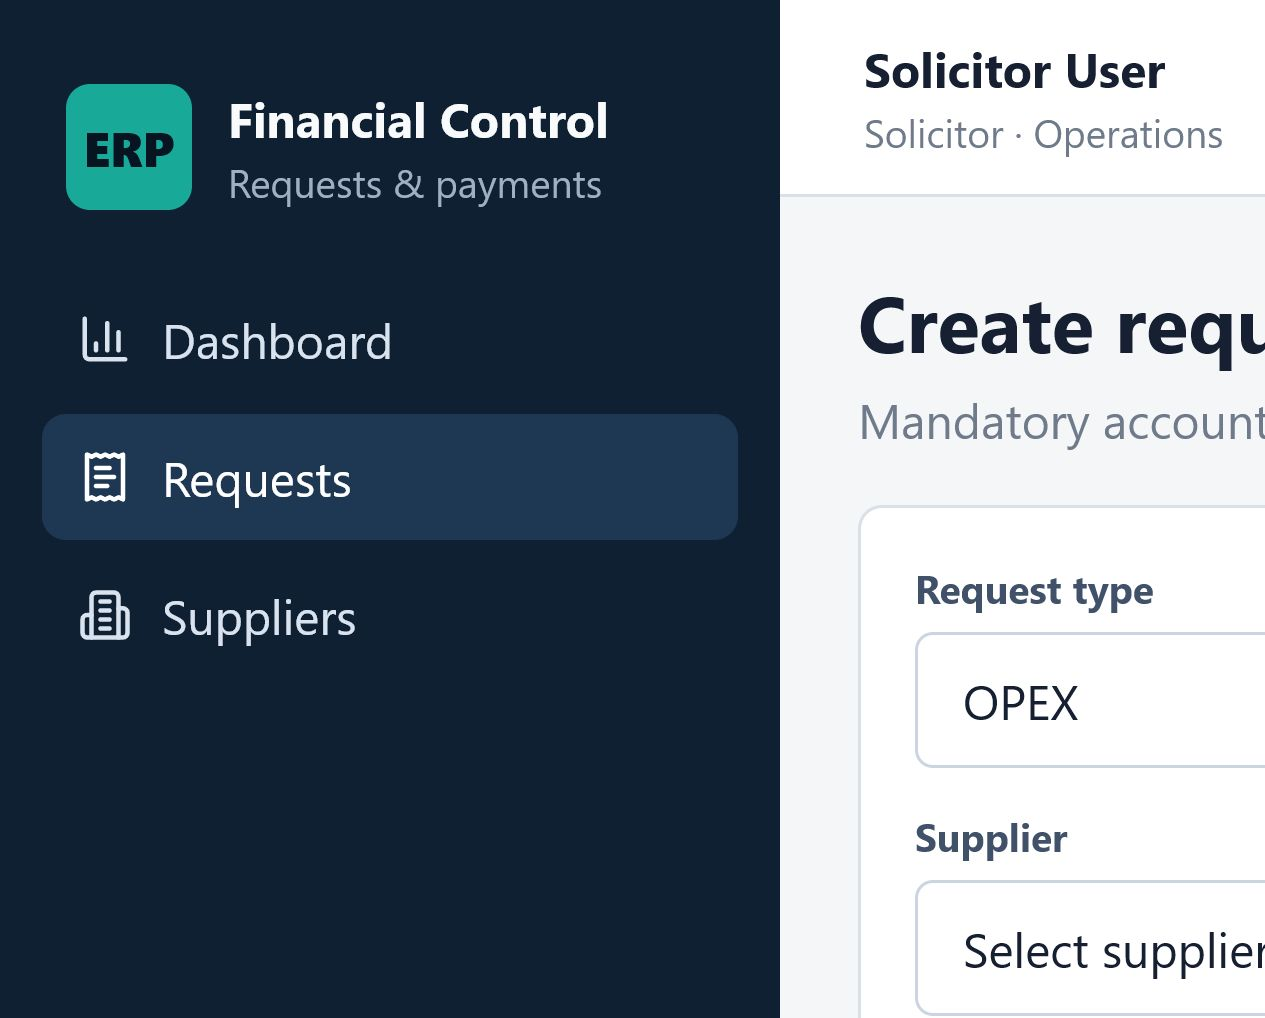 ERP
Financial Control
Requests & payments
Dashboard
Requests
Suppliers
Solicitor User
Solicitor · Operations
Create requ
Mandatory account
Request type
OPEX
Supplier
Select supplier